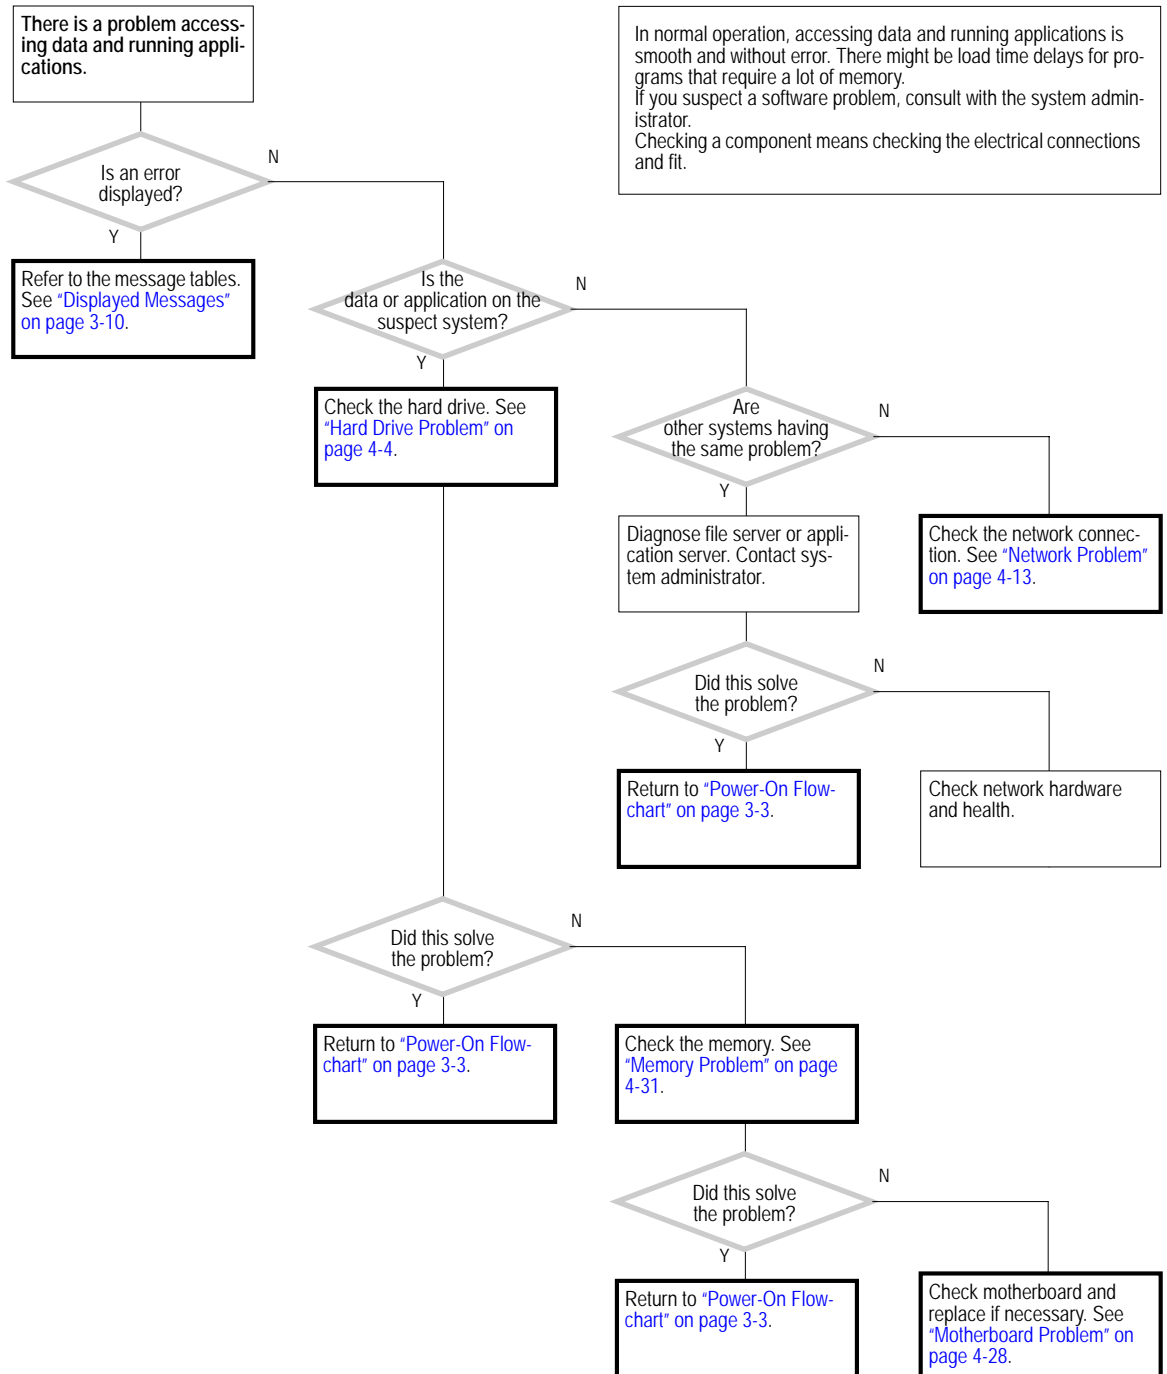 There is a problem access-
ing data and running appli-
cations.
In normal operation, accessing data and running applications is
smooth and without error. There might be load time delays for pro-
grams that require a lot of memory.
If you suspect a software problem, consult with the system admin-
istrator.
Checking a component means checking the electrical connections
and fit.
Is an error
displayed?
N
Y
Refer to the message tables.
See "Displayed Messages"
on page 3-10.
Is the
data or application on the
suspect system?
N
Y
Check the hard drive. See
"Hard Drive Problem" on
page 4-4.
Are
other systems having
the same problem?
N
Y
Diagnose file server or appli-
cation server. Contact sys-
tem administrator.
Check the network connec-
tion. See "Network Problem"
on page 4-13.
Did this solve
the problem?
N
Y
Return to "Power-On Flow-
chart" on page 3-3.
Check network hardware
and health.
Did this solve
the problem?
N
Y
Return to "Power-On Flow-
chart" on page 3-3.
Check the memory. See
"Memory Problem" on page
4-31.
Did this solve
the problem?
N
Y
Return to "Power-On Flow-
chart" on page 3-3.
Check motherboard and
replace if necessary. See
"Motherboard Problem" on
page 4-28.